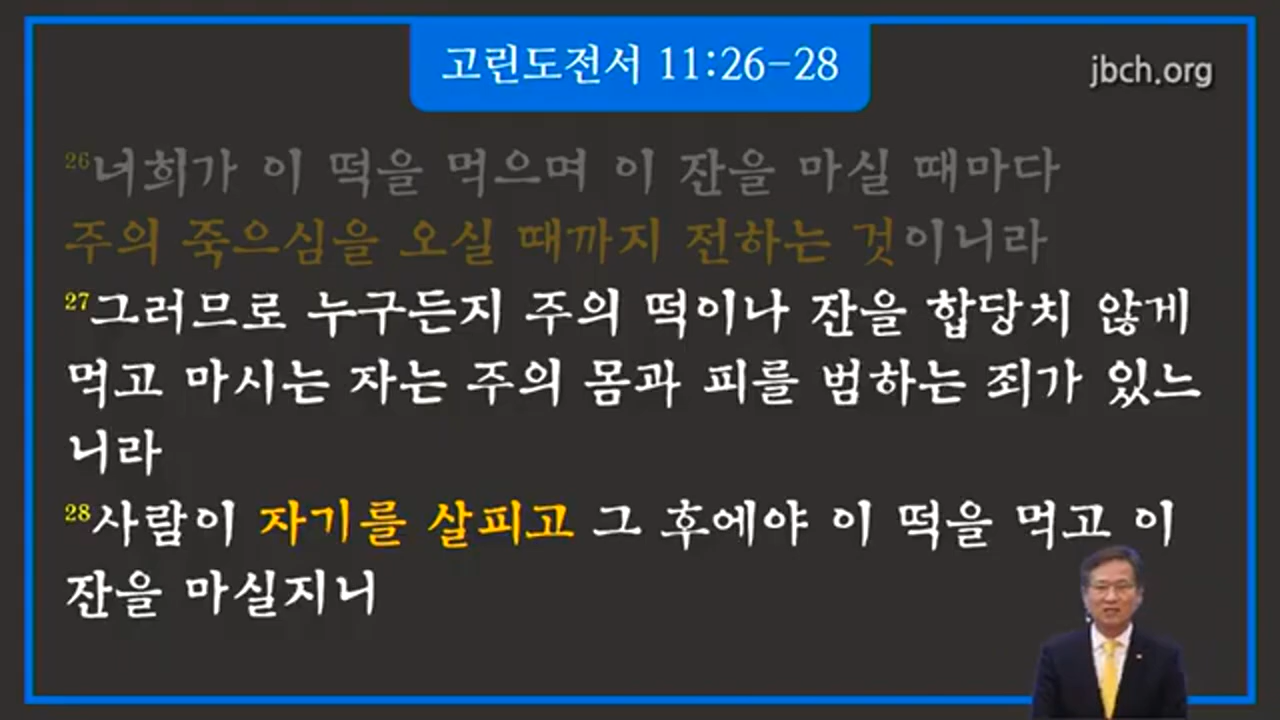 고린도전서 11:26-28
jbch.org
26너희가 이 떡을 먹으며 이 잔을 마실 때마다
주의 죽으심을 오실 때까지 전하는 것이니라
27그러므로 누구든지 주의 떡이나 잔을 합당치 않게
먹고 마시는 자는 주의 몸과 피를 범하는 죄가 있느
니라
28사람이 자기를 살피고 그 후에야 이 떡을 먹고 이
잔을 마실지니